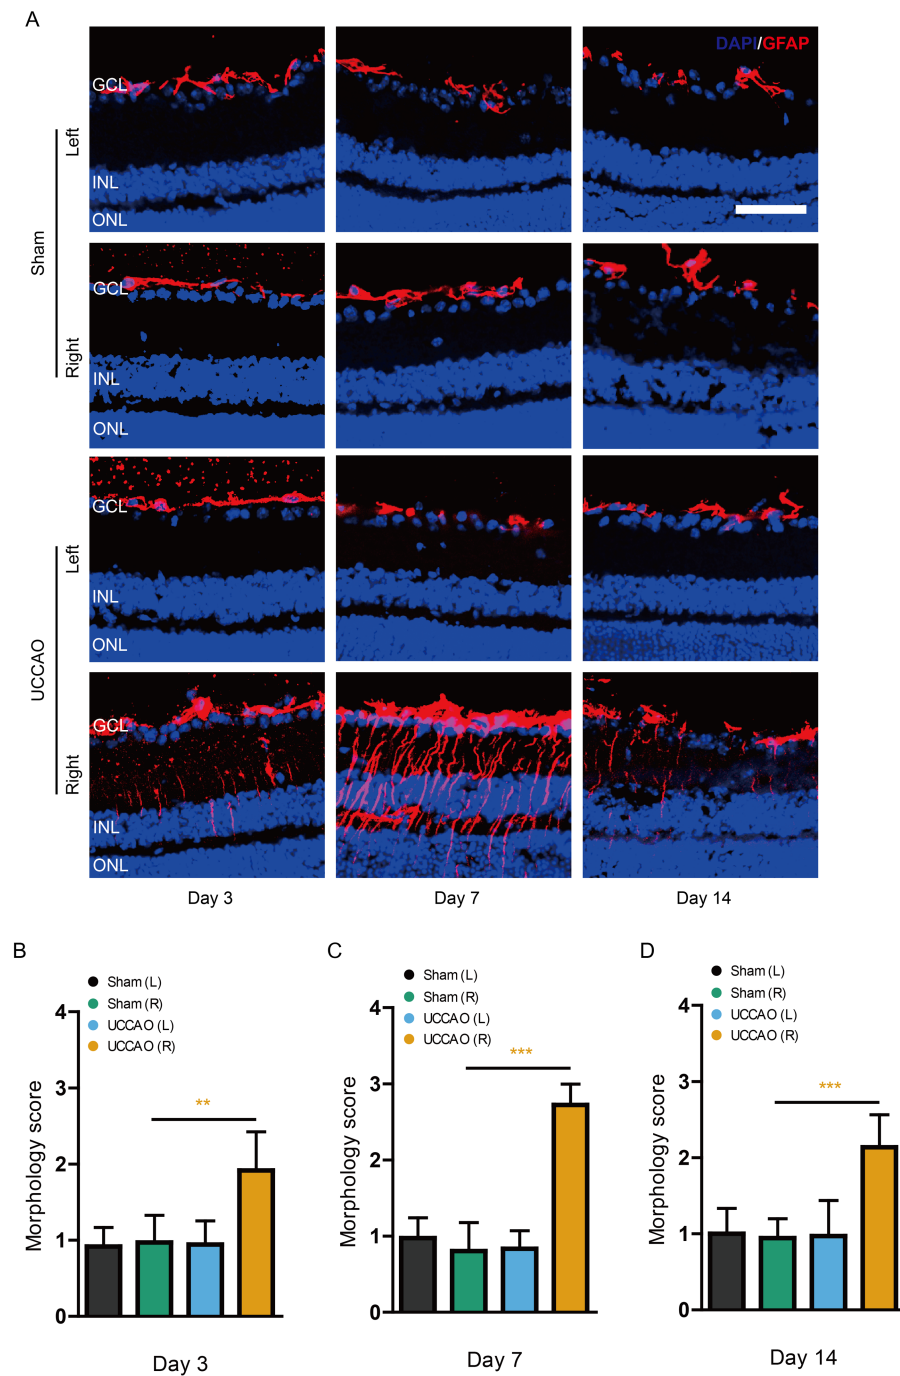 A
DAPI/GFAP
Sham
Left
GCL
INL
ONL
Right
GCL
INL
ONL
UCCAO
Left
GCL
INL
ONL
Right
GCL
INL
ONL
Day 3
Day 7
Day 14
B
Sham (L)
Sham (R)
UCCAO (L)
UCCAO (R)
Morphology score
4
3
2
1
0
**
Day 3
C
Sham (L)
Sham (R)
UCCAO (L)
UCCAO (R)
Morphology score
4
3
2
1
0
***
Day 7
D
Sham (L)
Sham (R)
UCCAO (L)
UCCAO (R)
Morphology score
4
3
2
1
0
***
Day 14